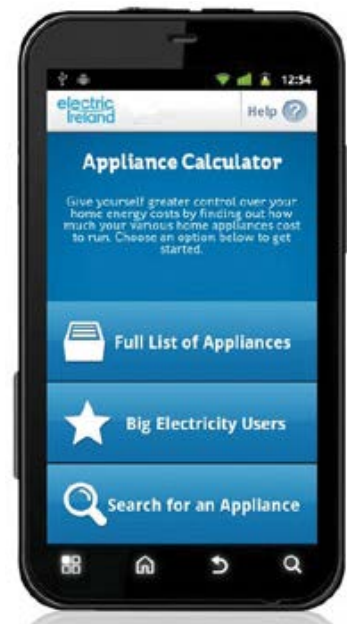 12:54
electric
Ireland
Help ?
Appliance Calculator
Give yourself greater control over your
home energy costs by finding out how
much your various home appliances cost
to run. Choose an option below to get
started.
Full List of Appliances
Big Electricity Users
Search for an Appliance